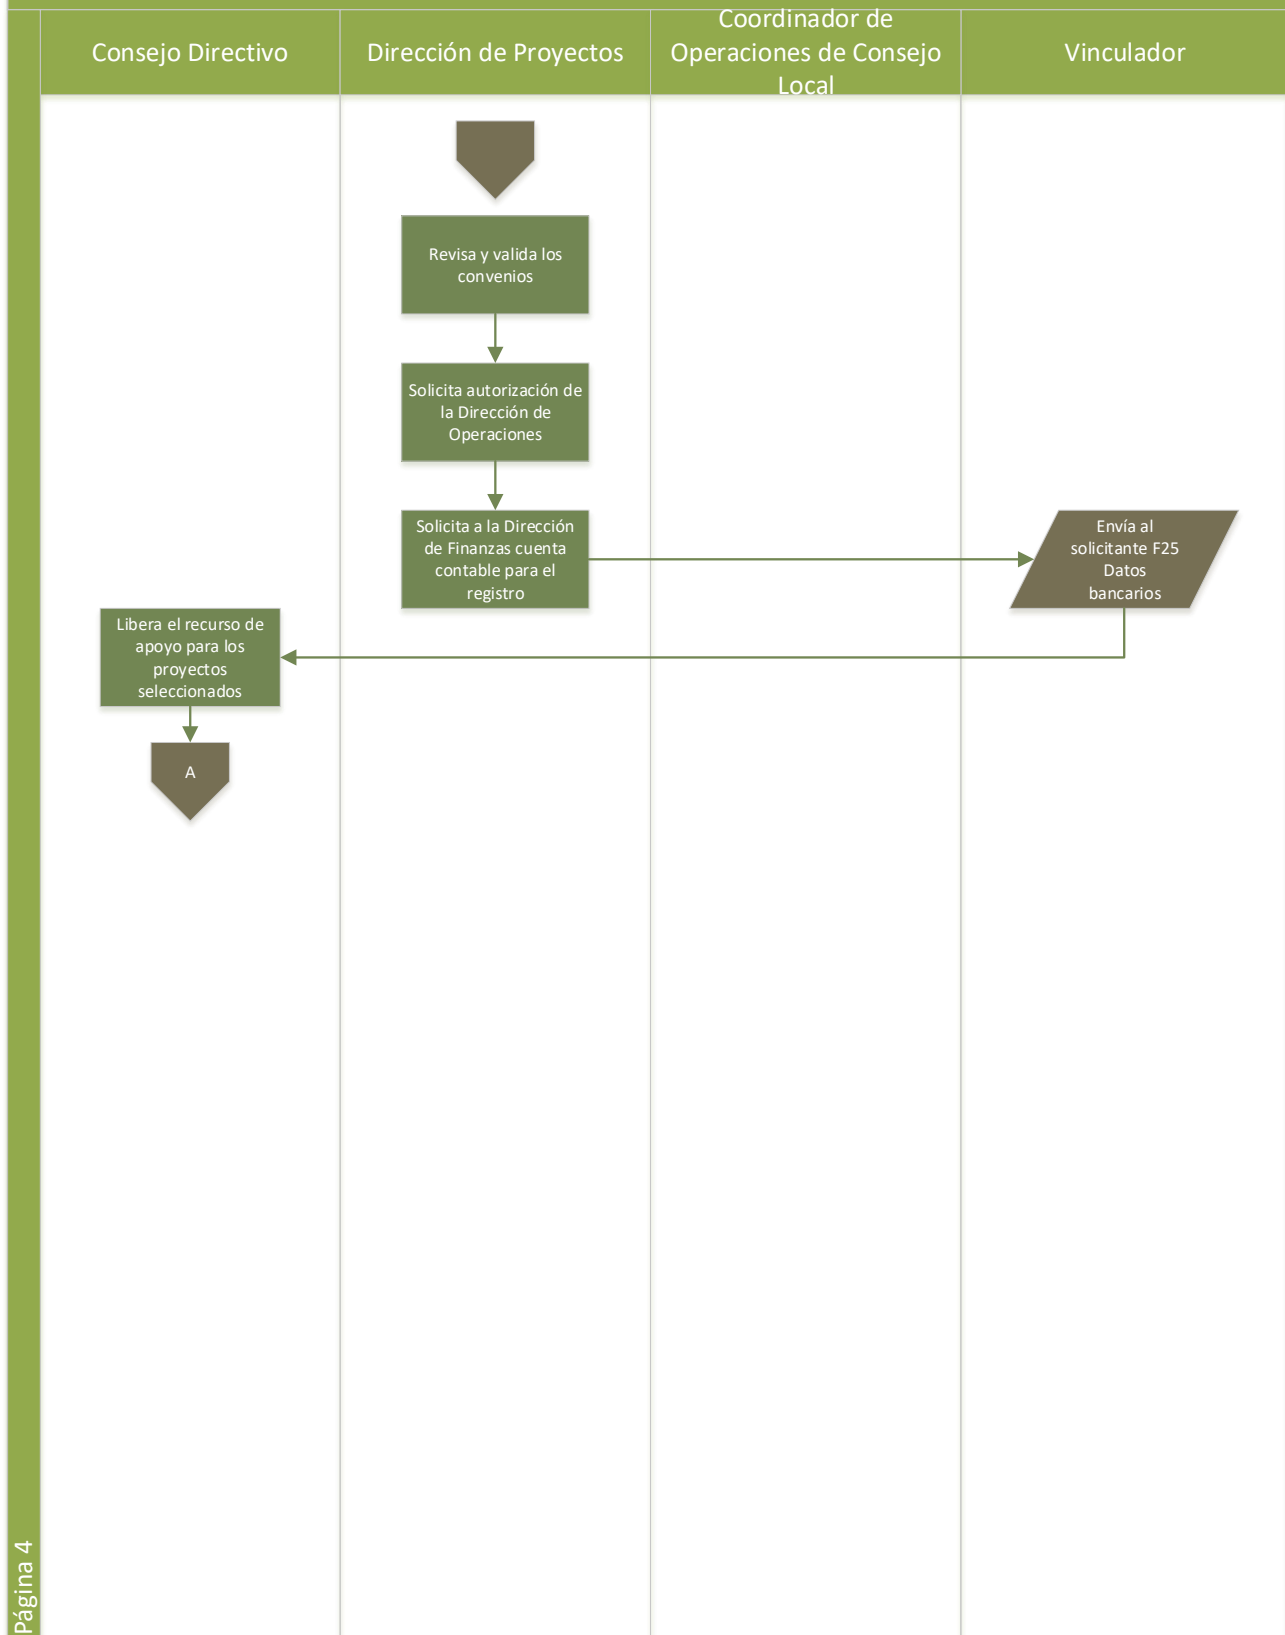 Consejo Directivo
Dirección de Proyectos
Coordinador de
Operaciones de Consejo
Local
Vinculador
Revisa y valida los
convenios
Solicita autorización de
la Dirección de
Operaciones
Solicita a la Dirección
de Finanzas cuenta
contable para el
registro
Envía al
solicitante F25
Datos
bancarios
Libera el recurso de
apoyo para los
proyectos
seleccionados
A
Página 4